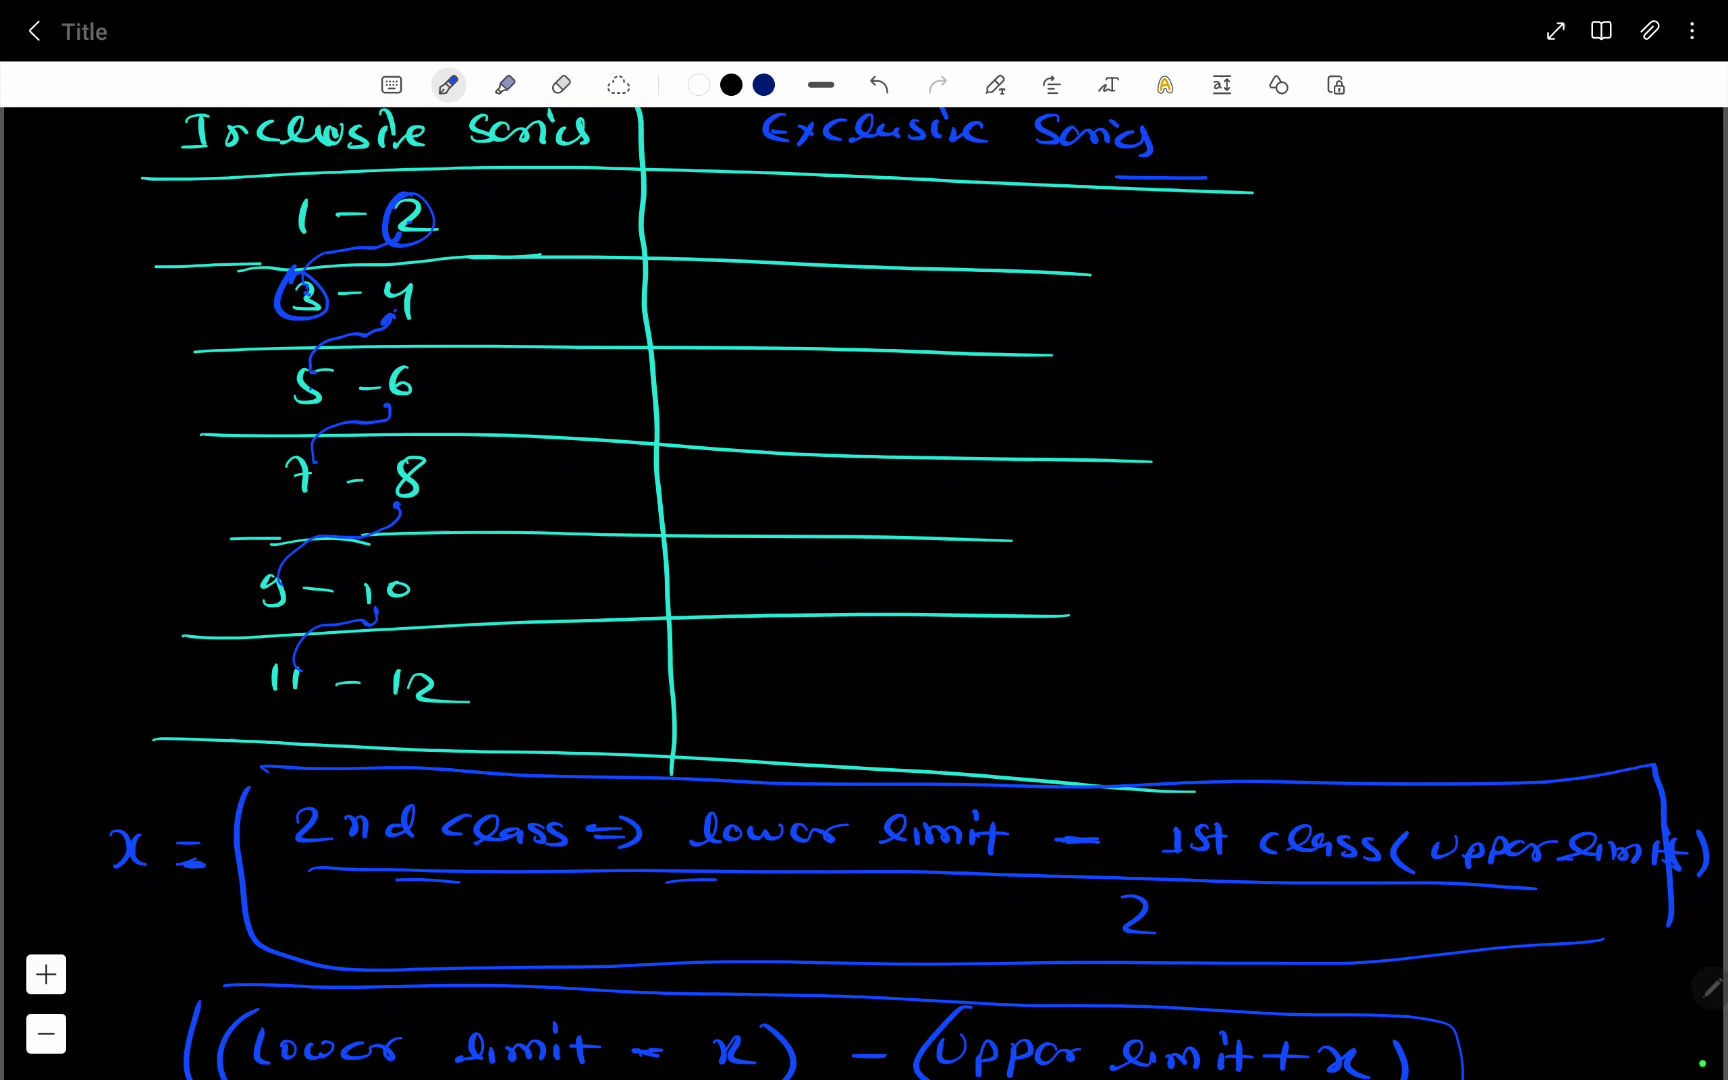 Title
Inclusive Series Exclusive Series
1 - 2
3 - 4
5 - 6
7 - 8
9 - 10
11 - 12
x = 2nd class ⇒ lower limit - 1st class (upper limit)
2
((lower limit - x) - (upper limit + x)